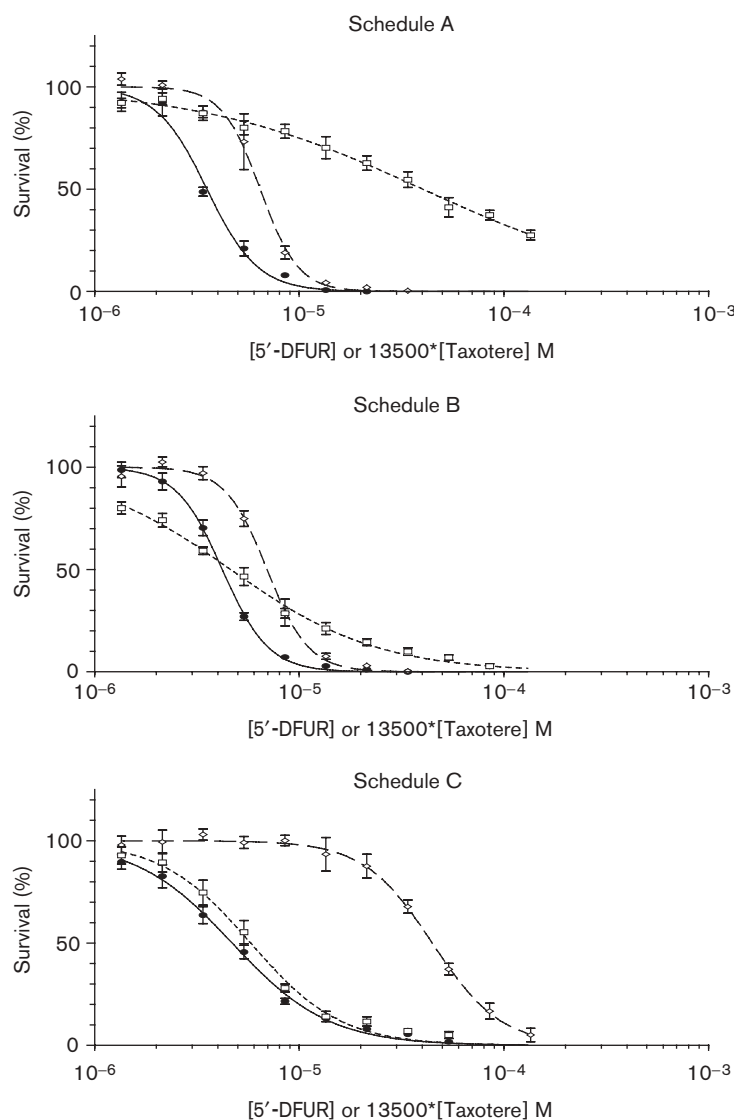 Schedule A
100
50
0
Survival (%)
10⁻⁶ 10⁻⁵ 10⁻⁴ 10⁻³
[5′-DFUR] or 13500*[Taxotere] M
Schedule B
100
50
0
Survival (%)
10⁻⁶ 10⁻⁵ 10⁻⁴ 10⁻³
[5′-DFUR] or 13500*[Taxotere] M
Schedule C
100
50
0
Survival (%)
10⁻⁶ 10⁻⁵ 10⁻⁴ 10⁻³
[5′-DFUR] or 13500*[Taxotere] M